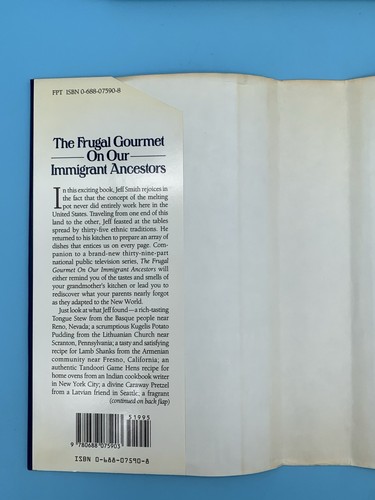 FPT ISBN 0-688-07590-8
The Frugal Gourmet
On Our
Immigrant Ancestors
In this exciting book, Jeff Smith rejoices in
the fact that the concept of the melting
pot never did entirely work here in the
United States. Traveling from one end of this
land to the other, Jeff feasted at the tables
spread by thirty-five ethnic traditions. He
returned to his kitchen to prepare an array of
dishes that entices us on every page. Com-
panion to a brand-new thirty-nine-part
national public television series, The Frugal
Gourmet On Our Immigrant Ancestors will
either remind you of the tastes and smells of
your grandmother's kitchen or lead you to
rediscover what your parents nearly forgot
as they adapted to the New World.
Just look at what Jeff found—a rich-tasting
Tongue Stew from the Basque people near
Reno, Nevada; a scrumptious Kugelis Potato
Pudding from the Lithuanian Church near
Scranton, Pennsylvania; a tasty and satisfying
recipe for Lamb Shanks from the Armenian
community near Fresno, California; an
authentic Tandoori Game Hens recipe for
home ovens from an Indian cookbook writer
in New York City; a divine Caraway Pretzel
from a Latvian friend in Seattle; a fragrant
(continued on back flap)
51995
9 780688 075903
ISBN 0-688-07590-8